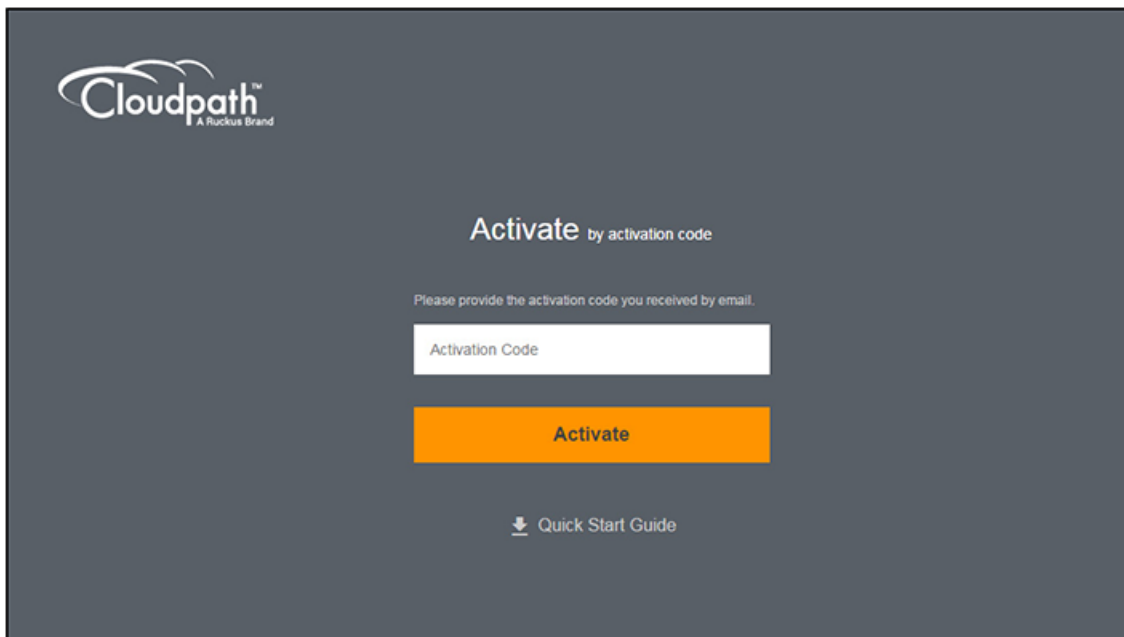 Cloudpath™
A Ruckus Brand
Activate by activation code
Please provide the activation code you received by email.
Activation Code
Activate
Quick Start Guide